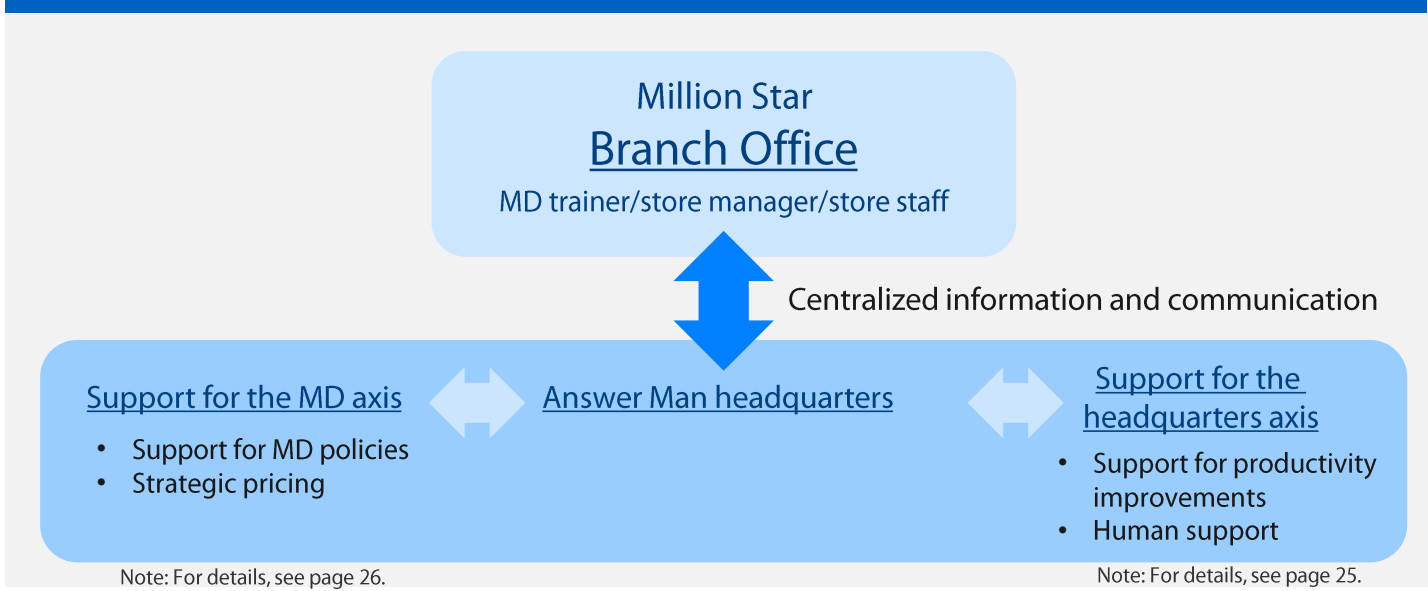 Million Star
Branch Office
MD trainer/store manager/store staff
Centralized information and communication
Support for the MD axis
• Support for MD policies
• Strategic pricing
Answer Man headquarters
Support for the
headquarters axis
• Support for productivity
improvements
• Human support
Note: For details, see page 26.
Note: For details, see page 25.